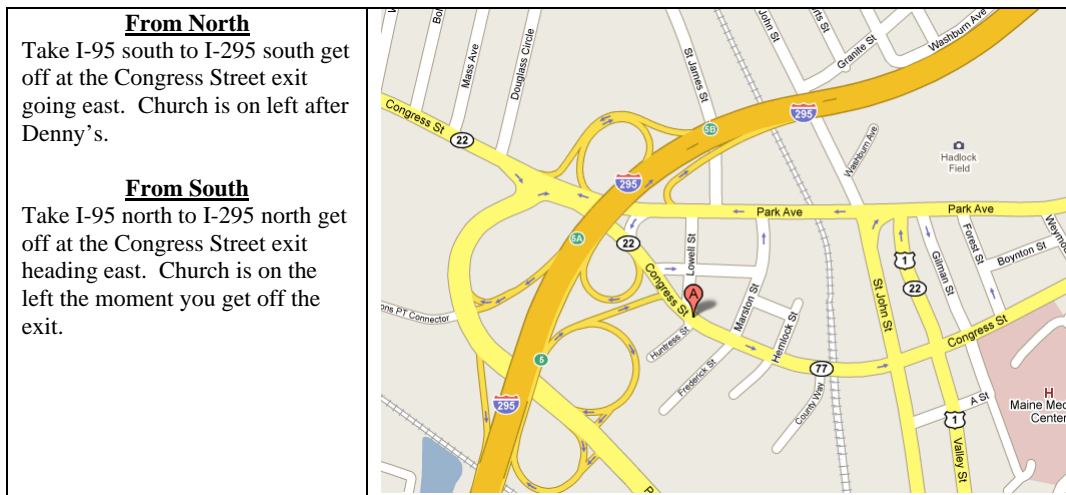 From North
Take I-95 south to I-295 south get
off at the Congress Street exit
going east.  Church is on left after
Denny's.
From South
Take I-95 north to I-295 north get
off at the Congress Street exit
heading east.  Church is on the
left the moment you get off the
exit.
Mass Ave
Douglass Circle
St James St
John St
Granite St
Washburn Ave
Congress St
22
5B
295
Washburn Ave
Hadlock
Field
295
Park Ave
Park Ave
5A
22
Lowell St
Congress St
A
Marston St
Hemlock St
Huntress St
Frederick St
County Way
77
St John St
1
22
Gilman St
Forest St
Boynton St
Congress St
PT Connector
5
295
A St
1
Valley St
H
Maine Med
Center